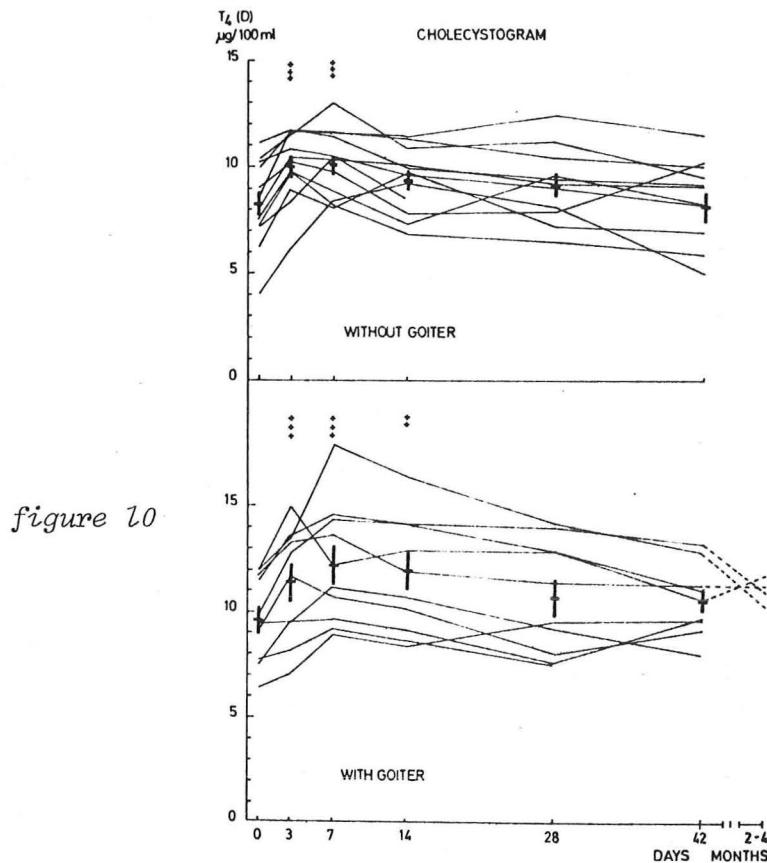 T4 (D)
µg/100 ml
CHOLECYSTOGRAM
15
10
5
0
WITHOUT GOITER
figure 10
15
10
5
0
WITH GOITER
0 3 7 14 28 42 2-4
DAYS MONTHS